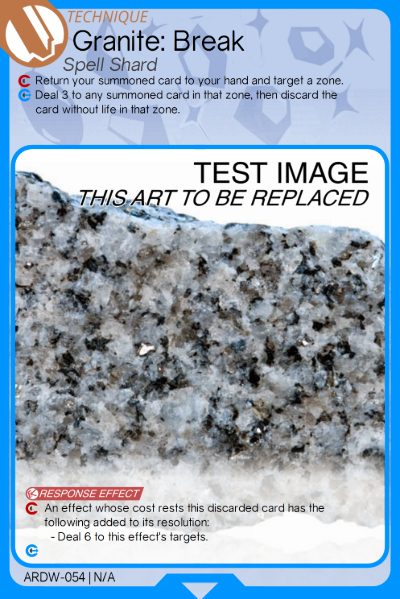 TECHNIQUE
Granite: Break
Spell Shard
Return your summoned card to your hand and target a zone.
Deal 3 to any summoned card in that zone, then discard the
card without life in that zone.
TEST IMAGE
THIS ART TO BE REPLACED
RESPONSE EFFECT
An effect whose cost rests this discarded card has the
following added to its resolution:
- Deal 6 to this effect's targets.
ARDW-054 | N/A